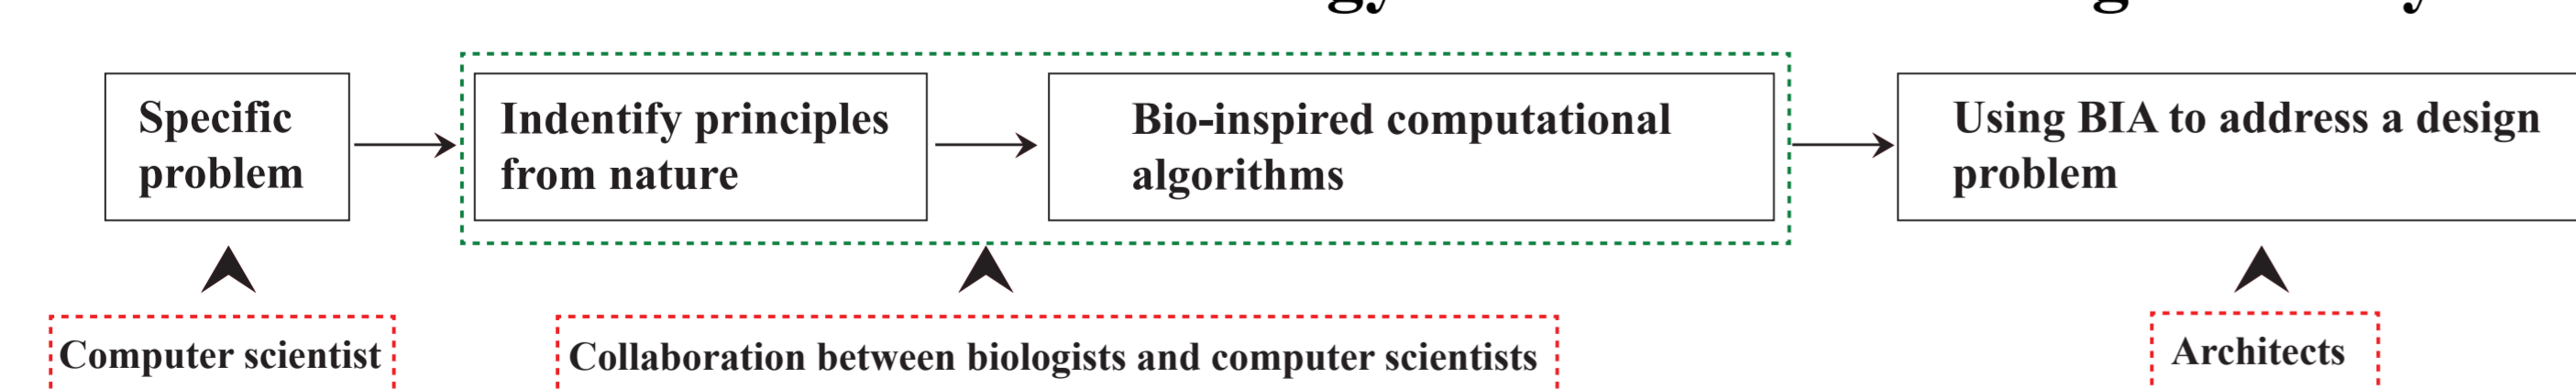 Specific
problem
Indentify principles
from nature
Bio-inspired computational
algorithms
Using BIA to address a design
problem
Computer scientist
Collaboration between biologists and computer scientists
Architects